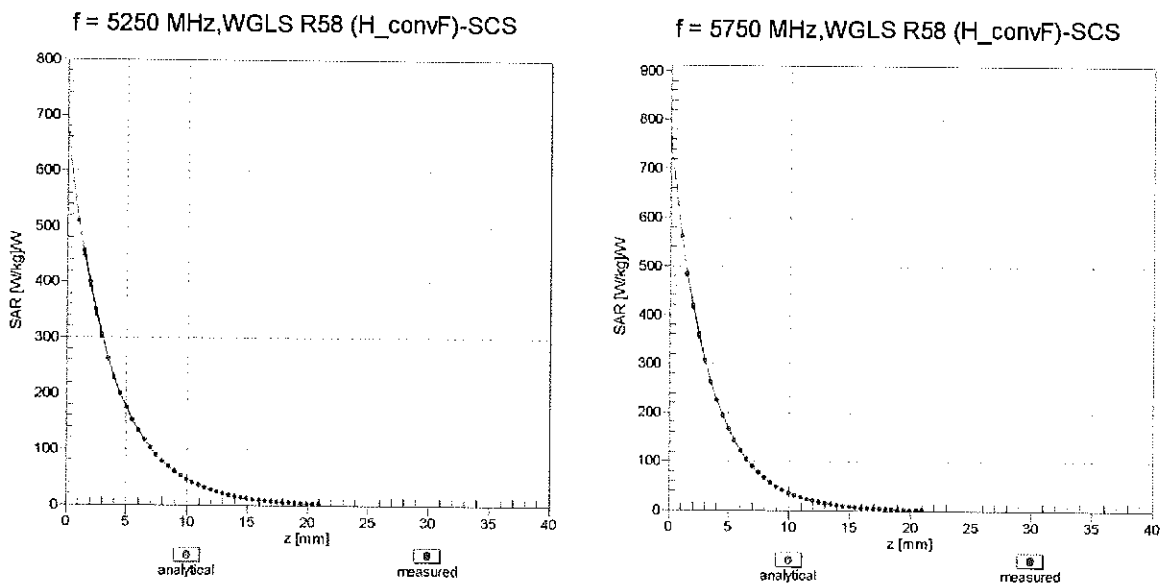 f = 5250 MHz,WGLS R58 (H_convF)-SCS
800
700
600
500
400
300
200
100
0
SAR [W/kg]/W
0 5 10 15 20 25 30 35 40
z [mm]
analytical measured
f = 5750 MHz,WGLS R58 (H_convF)-SCS
900
800
700
600
500
400
300
200
100
0
SAR [W/kg]/W
0 5 10 15 20 25 30 35 40
z [mm]
analytical measured